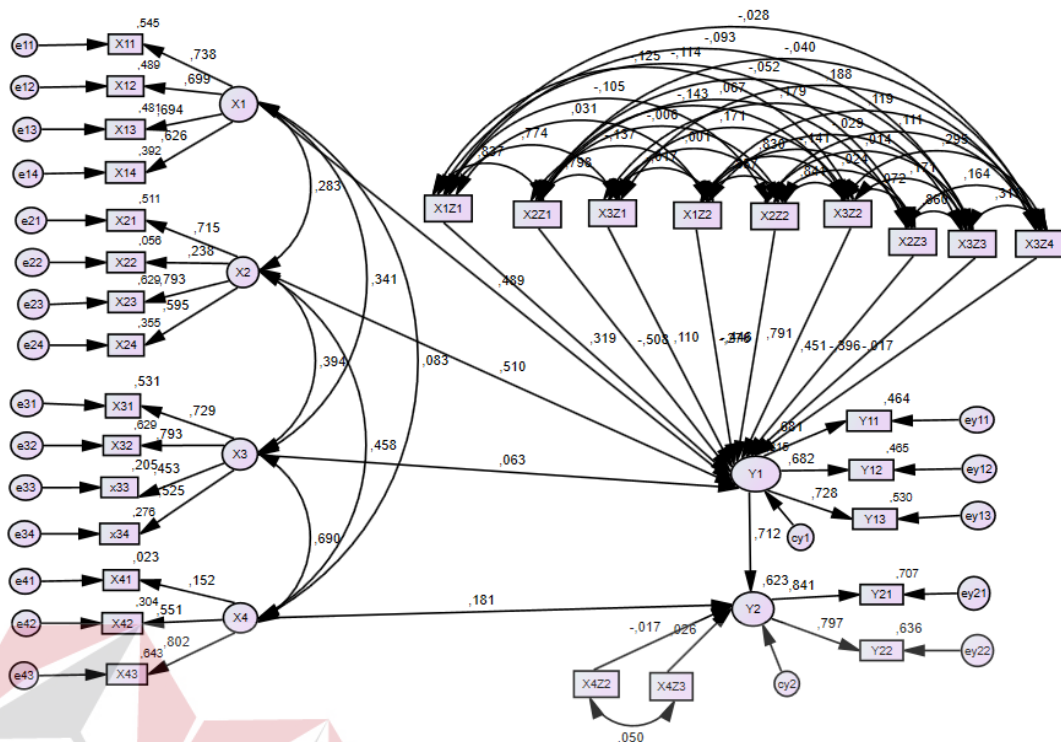 ,545
e11 X11 ,738
,489
e12 X12 ,699
X1
e13 X13 ,694
,626
,392
e14 X14
,283
,511
e21 X21 ,715
,056
e22 X22 ,238
X2
,629 ,793
e23 X23
,595
,355
e24 X24
,341
,394
,083
,510
,531
e31 X31 ,729
,629
e32 X32 ,793
X3
,458
,063
,205 ,453
e33 x33
,525
,276
e34 x34
,690
,023
e41 X41 ,152
,304
e42 X42 ,551
X4
,181
,802
,643
e43 X43
-,028
-,093
,125 -,114 -,040
-,052 ,188
-,105 -,143 ,067 ,179 ,119
,031 -,006 ,171 -,029 ,111
,774 -,137 ,001 ,830 -,141 ,014 ,295
,837 ,798 ,017 ,841 ,024 ,171 ,164
,072 ,860
X1Z1 X2Z1 X3Z1 X1Z2 X2Z2 X3Z2 X2Z3 X3Z3 X3Z4
,489
,319 -,508 ,110 ,791 ,451 -,396 -,017
,464
Y11 ey11
,681
,465
Y1 ,682 Y12 ey12
,728 ,530
Y13 ey13
,712 cy1
,623 ,841 ,707
Y2 Y21 ey21
,797 ,636
Y22 ey22
-,017 ,026
X4Z2 X4Z3 cy2
,050